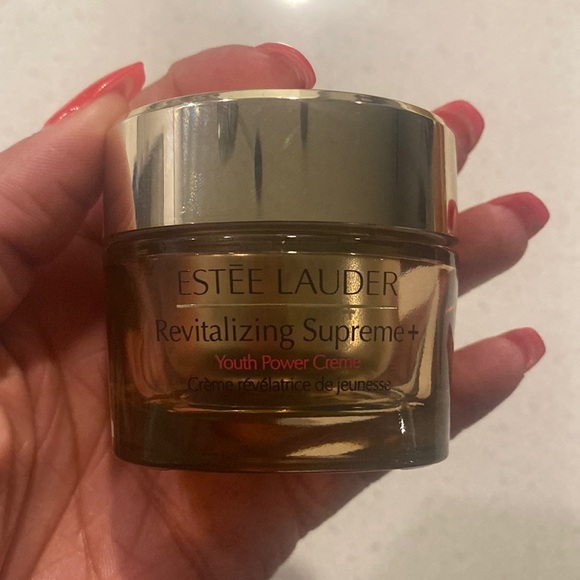 ESTĒE LAUDER
Revitalizing Supreme+
Youth Power Creme
Crème révélatrice de jeunesse